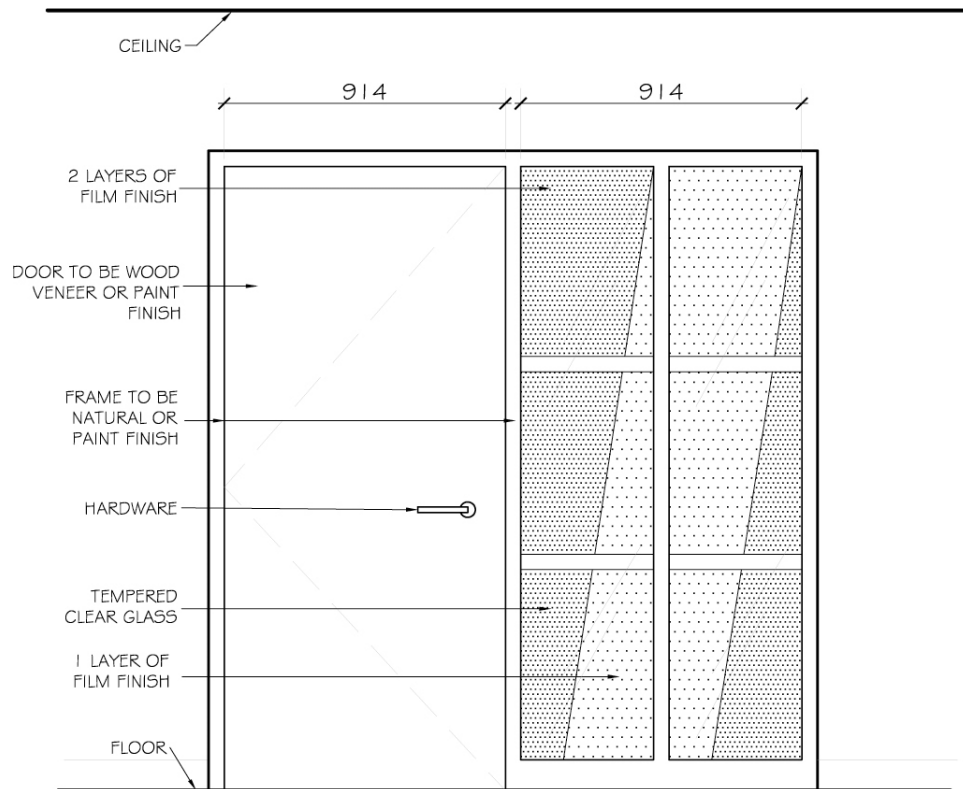 CEILING
914
914
2 LAYERS OF
FILM FINISH
DOOR TO BE WOOD
VENEER OR PAINT
FINISH
FRAME TO BE
NATURAL OR
PAINT FINISH
HARDWARE
TEMPERED
CLEAR GLASS
1 LAYER OF
FILM FINISH
FLOOR